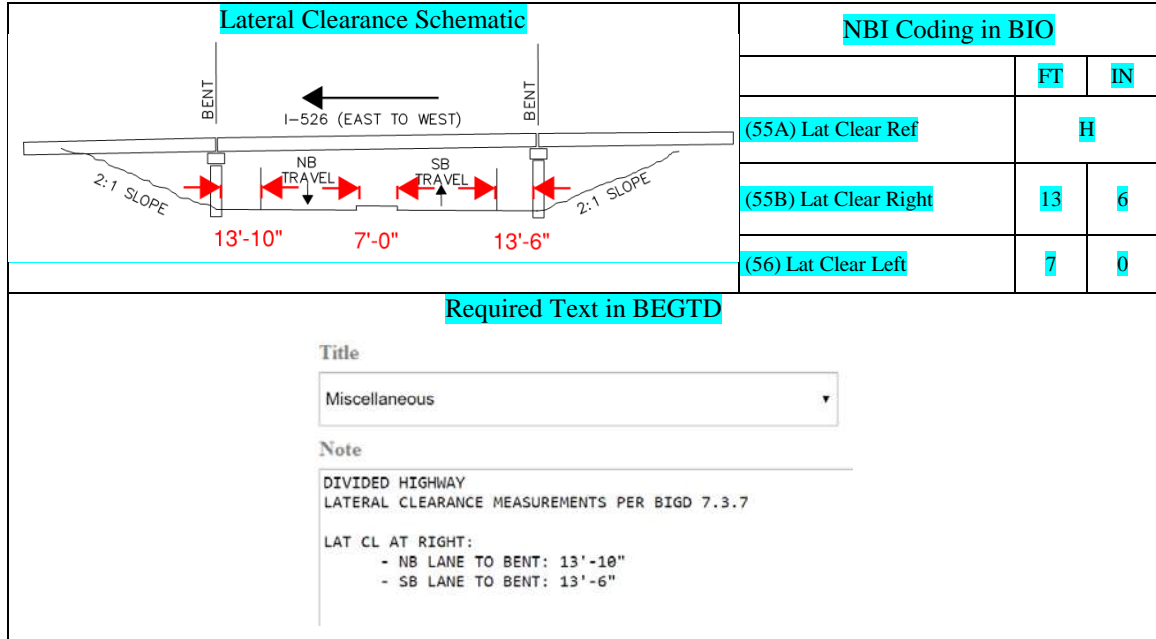 Lateral Clearance Schematic
BENT
BENT
I-526 (EAST TO WEST)
NB
TRAVEL
SB
TRAVEL
2:1 SLOPE
2:1 SLOPE
13'-10"
7'-0"
13'-6"
NBI Coding in BIO
FT IN
(55A) Lat Clear Ref H
(55B) Lat Clear Right 13 6
(56) Lat Clear Left 7 0
Required Text in BEGTD
Title
Miscellaneous
Note
DIVIDED HIGHWAY
LATERAL CLEARANCE MEASUREMENTS PER BIGD 7.3.7
LAT CL AT RIGHT:
- NB LANE TO BENT: 13'-10"
- SB LANE TO BENT: 13'-6"